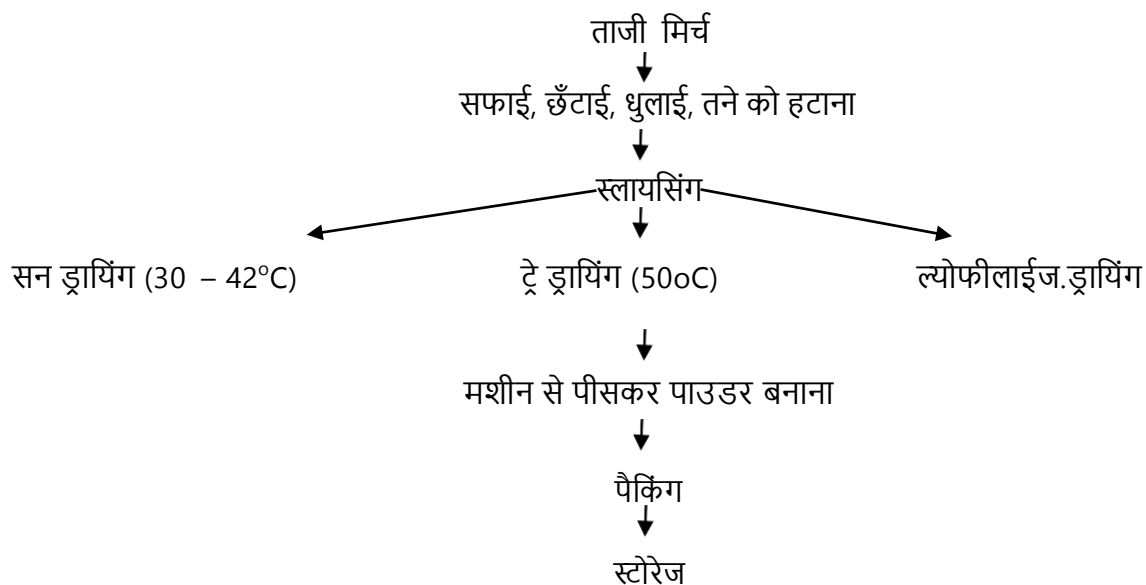 ताजी मिर्च
सफाई, छँटाई, धुलाई, तने को हटाना
स्लायसिंग
सन ड्रायिंग (30 – 42°C)
ट्रे ड्रायिंग (50oC)
ल्योफीलाईज.ड्रायिंग
मशीन से पीसकर पाउडर बनाना
पैकिंग
स्टोरेज